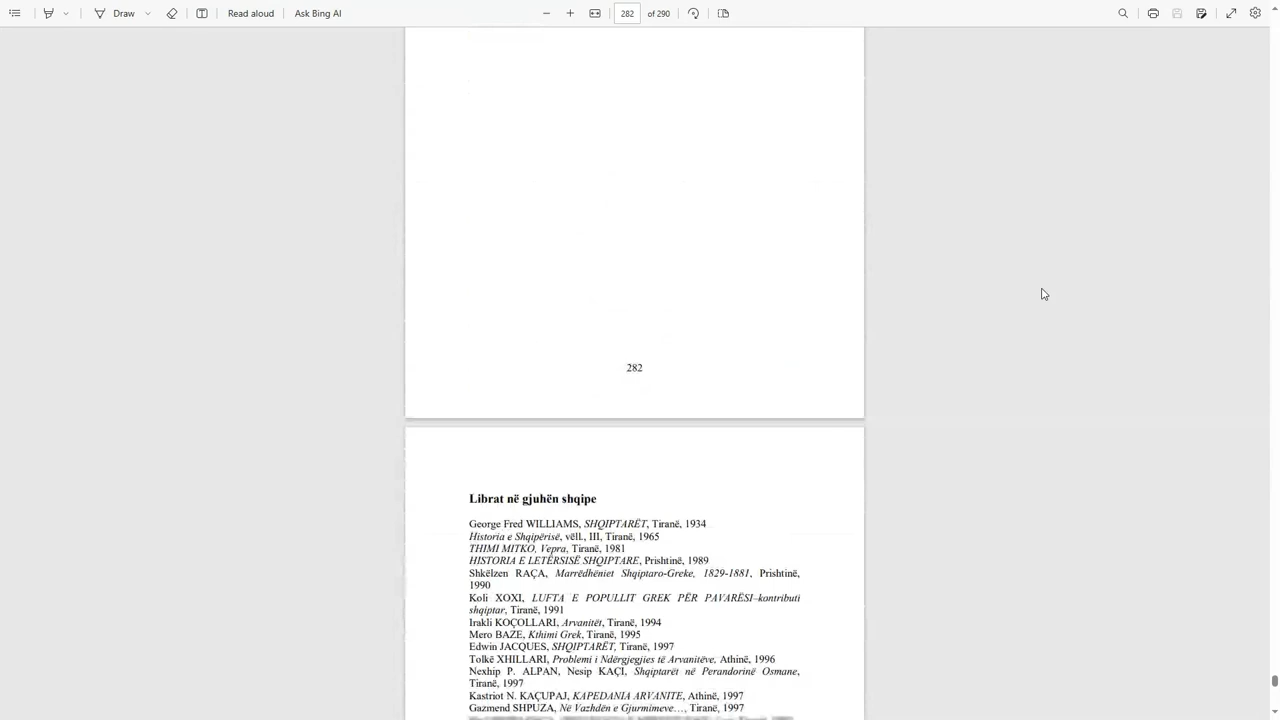 Draw
Read aloud
Ask Bing AI
282 of 290
282
Librat në gjuhën shqipe
George Fred WILLIAMS, SHQIPTARËT, Tiranë, 1934
Historia e Shqipërisë, vëll., III, Tiranë, 1965
THIMI MITKO, Vepra, Tiranë, 1981
HISTORIA E LETËRSISË SHQIPTARE, Prishtinë, 1989
Shkëlzen RAÇA, Marrëdhëniet Shqiptaro-Greke, 1829-1881, Prishtinë,
1990
Koli XOXI, LUFTA E POPULLIT GREK PËR PAVARËSI–kontributi
shqiptar, Tiranë, 1991
Irakli KOÇOLLARI, Arvanitët, Tiranë, 1994
Mero BAZE, Kthimi Grek, Tiranë, 1995
Edwin JACQUES, SHQIPTARËT, Tiranë, 1997
Tolkë XHILLARI, Problemi i Ndërgjegjies të Arvanitëve, Athinë, 1996
Nexhip P. ALPAN, Nesip KAÇI, Shqiptarët në Perandorinë Osmane,
Tiranë, 1997
Kastriot N. KAÇUPAJ, KAPEDANIA ARVANITE, Athinë, 1997
Gazmend SHPUZA, Në Vazhdën e Gjurmimeve…, Tiranë, 1997